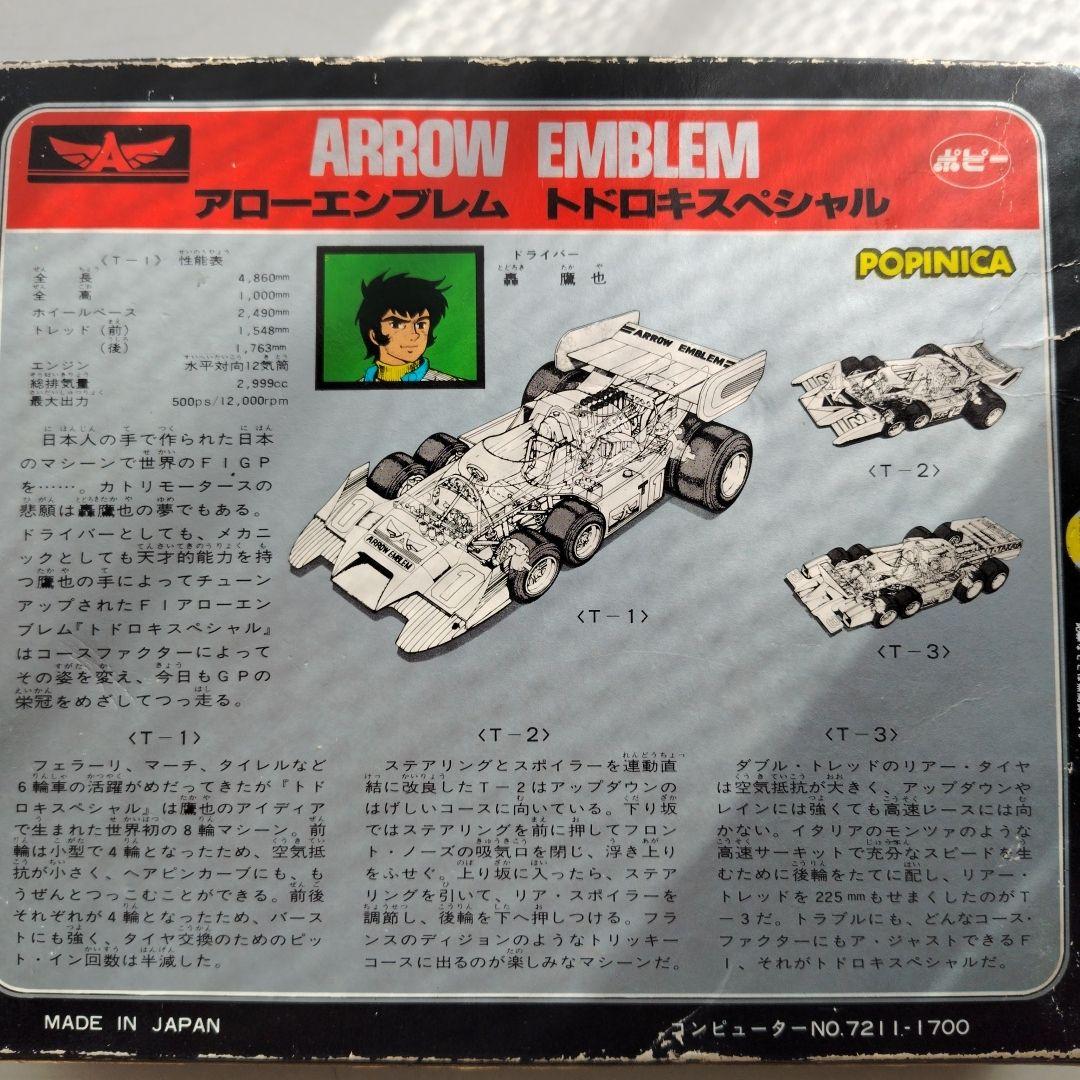 A
ARROW EMBLEM
アローエンブレム トドロキスペシャル
ポピー
POPINICA
《T-1》 性能表
全長 4,860mm
全高 1,000mm
ホイールベース 2,490mm
トレッド(前) 1,548mm
(後) 1,763mm
エンジン 水平対向12気筒
総排気量 2,999cc
最大出力 500ps/12,000rpm
ドライバー
轟 鷹也
日本人の手で作られた日本
のマシーンで世界のFIGP
を……。カトリモータースの
悲願は轟鷹也の夢でもある。
ドライバーとしても、メカニ
ックとしても天才的能力を持
つ鷹也の手によってチューン
アップされたFIアローエン
ブレム『トドロキスペシャル』
はコースファクターによって
その姿を変え、今日もGPの
栄冠をめざしてつっ走る。
ARROW EMBLEM
T1
1
ARROW EMBLEM
1
〈T-1〉
〈T-2〉
〈T-3〉
〈T-1〉
フェラーリ、マーチ、タイレルなど
6輪車の活躍がめだってきたが『トド
ロキスペシャル』は鷹也のアイディア
で生まれた世界初の8輪マシーン。前
輪は小型で4輪となったため、空気抵
抗が小さく、ヘアピンカーブにも、も
うぜんとつっこむことができる。前後
それぞれが4輪となったため、バース
トにも強く、タイヤ交換のためのピッ
ト・イン回数は半減した。
〈T-2〉
ステアリングとスポイラーを連動直
結に改良したT-2はアップダウンの
はげしいコースに向いている。下り坂
ではステアリングを前に押してフロン
ト・ノーズの吸気口を閉じ、浮き上り
をふせぐ。上り坂に入ったら、ステア
リングを引いて、リア・スポイラーを
調節し、後輪を下へ押しつける。フラ
ンスのディジョンのようなトリッキー
コースに出るのが楽しみなマシーンだ。
〈T-3〉
ダブル・トレッドのリアー・タイヤ
は空気抵抗が大きく、アップダウンや
レインには強くても高速レースには向
かない。イタリアのモンツァのような
高速サーキットで充分なスピードを生
むために後輪をたてに配し、リアー・
トレッドを225mmもせまくしたのがT
-3だ。トラブルにも、どんなコース・
ファクターにもア・ジャストできるF
I、それがトドロキスペシャルだ。
MADE IN JAPAN
コンピューターNO.7211-1700